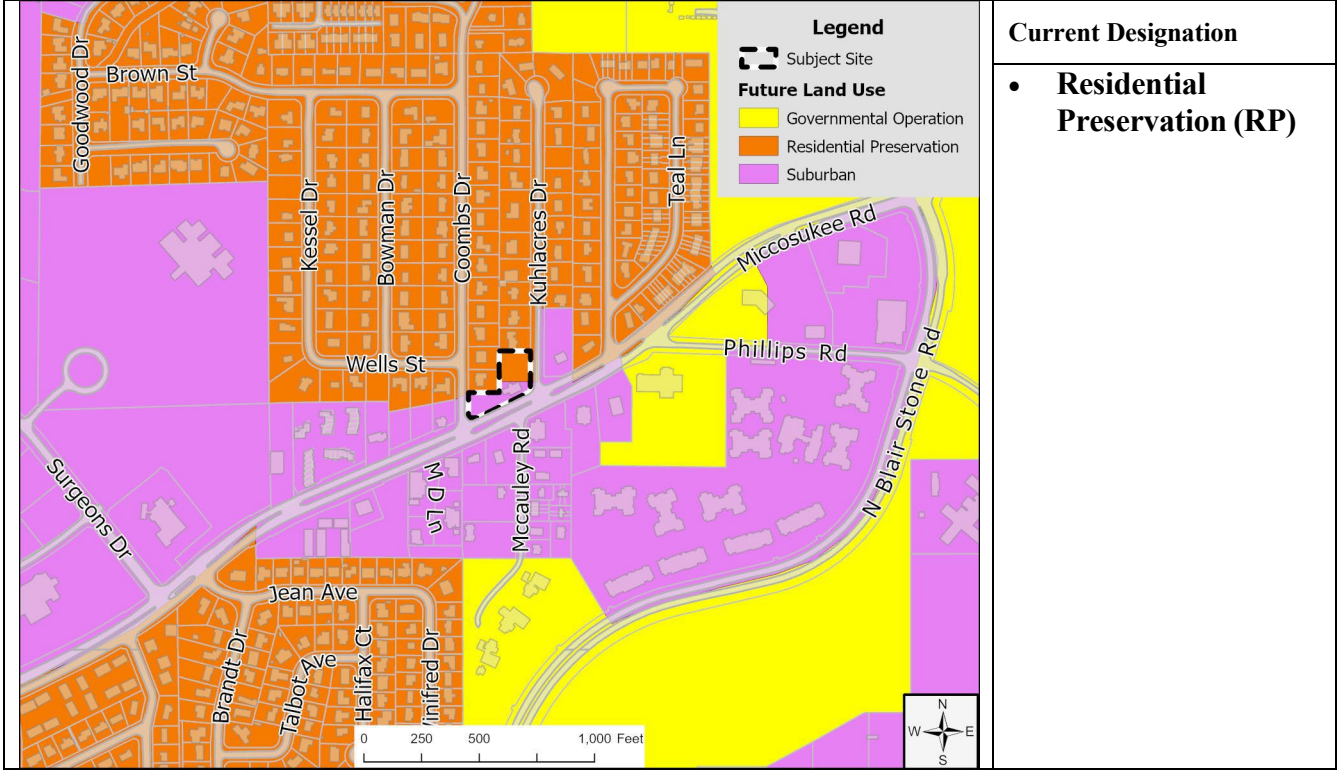 Legend
Subject Site
Future Land Use
Governmental Operation
Residential Preservation
Suburban
Goodwood Dr
Brown St
Kessel Dr
Bowman Dr
Coombs Dr
Kuhlacres Dr
Teal Ln
Miccosukee Rd
Phillips Rd
N Blair Stone Rd
Wells St
Surgeons Dr
M D Ln
Mccauley Rd
Jean Ave
Brandt Dr
Talbot Ave
Halifax Ct
Vinifred Dr
0 250 500 1,000 Feet
N
W E
S
Current Designation
• Residential
Preservation (RP)